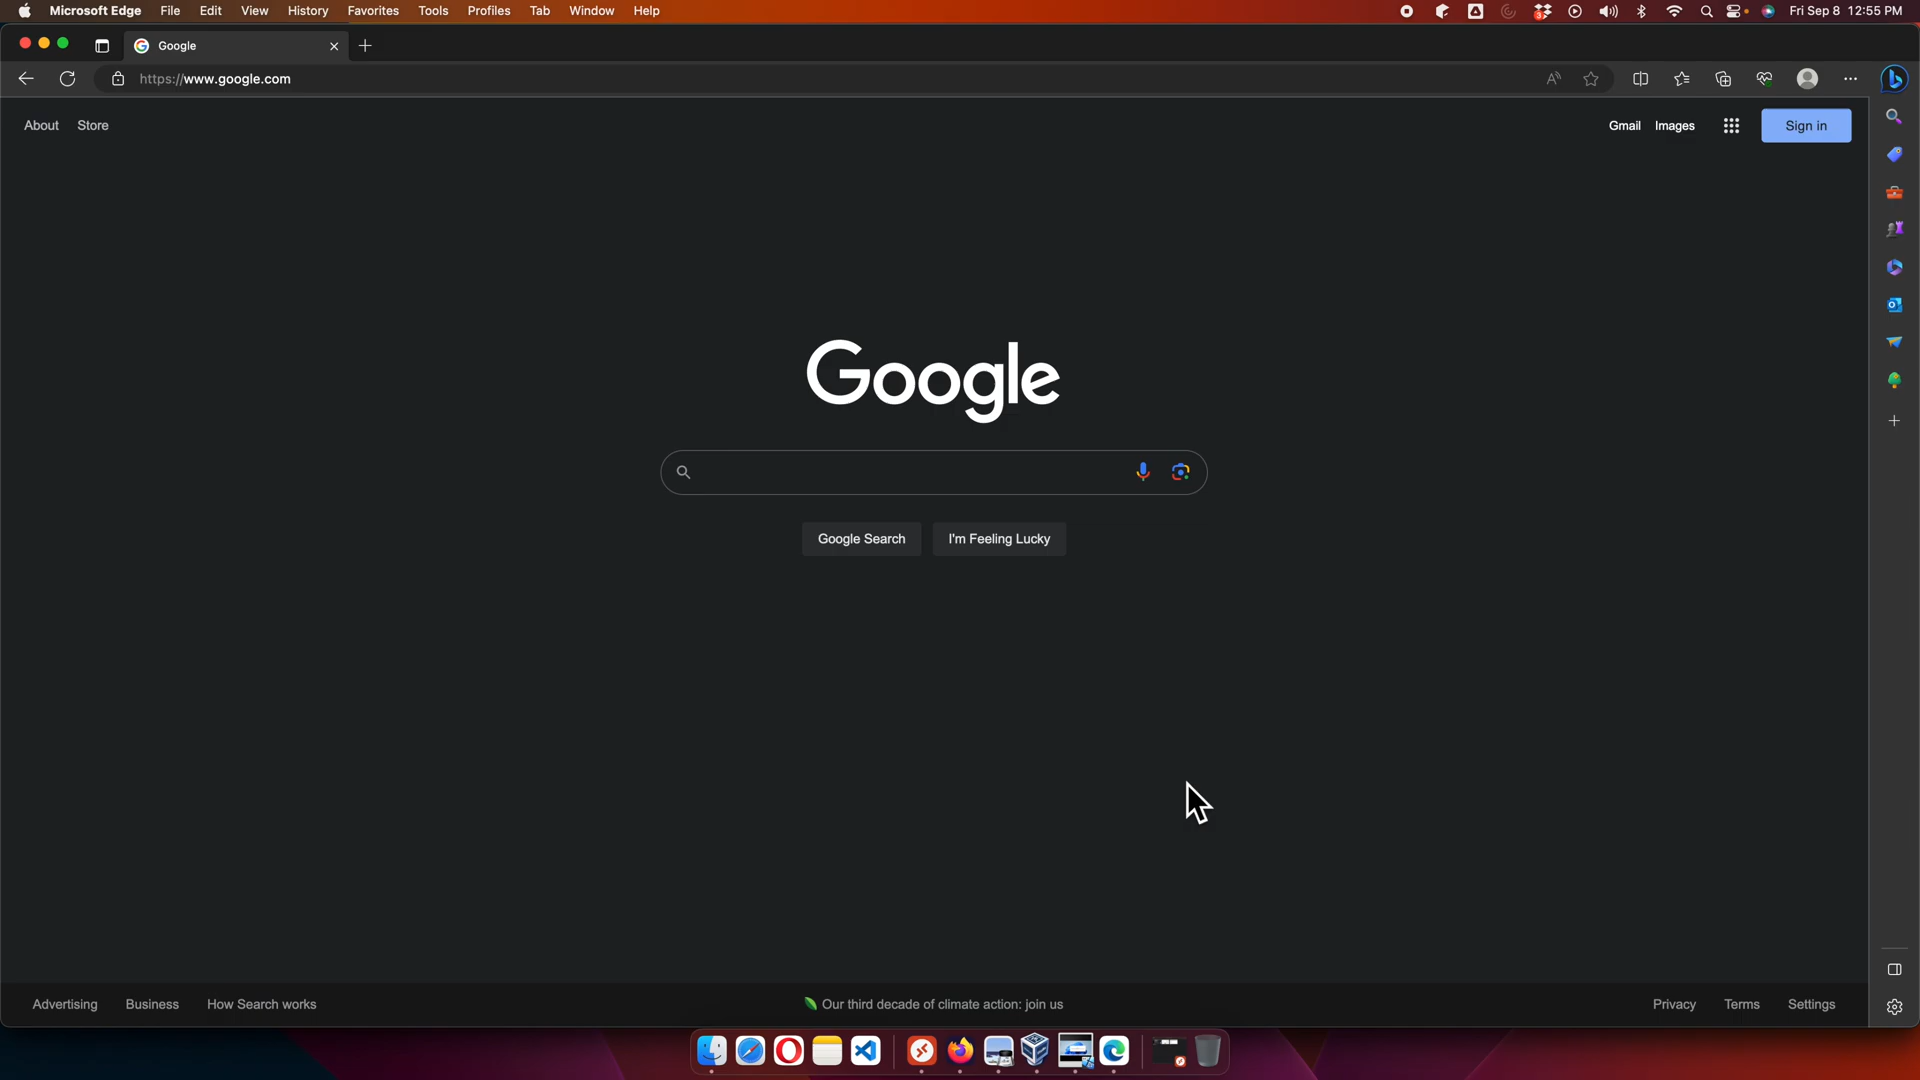 Microsoft Edge File Edit View History Favorites Tools Profiles Tab Window Help 3 Fri Sep 8 12:55 PM
Google
https://www.google.com
About Store Gmail Images Sign in
Google
Google Search I'm Feeling Lucky
Advertising Business How Search works Our third decade of climate action: join us Privacy Terms Settings